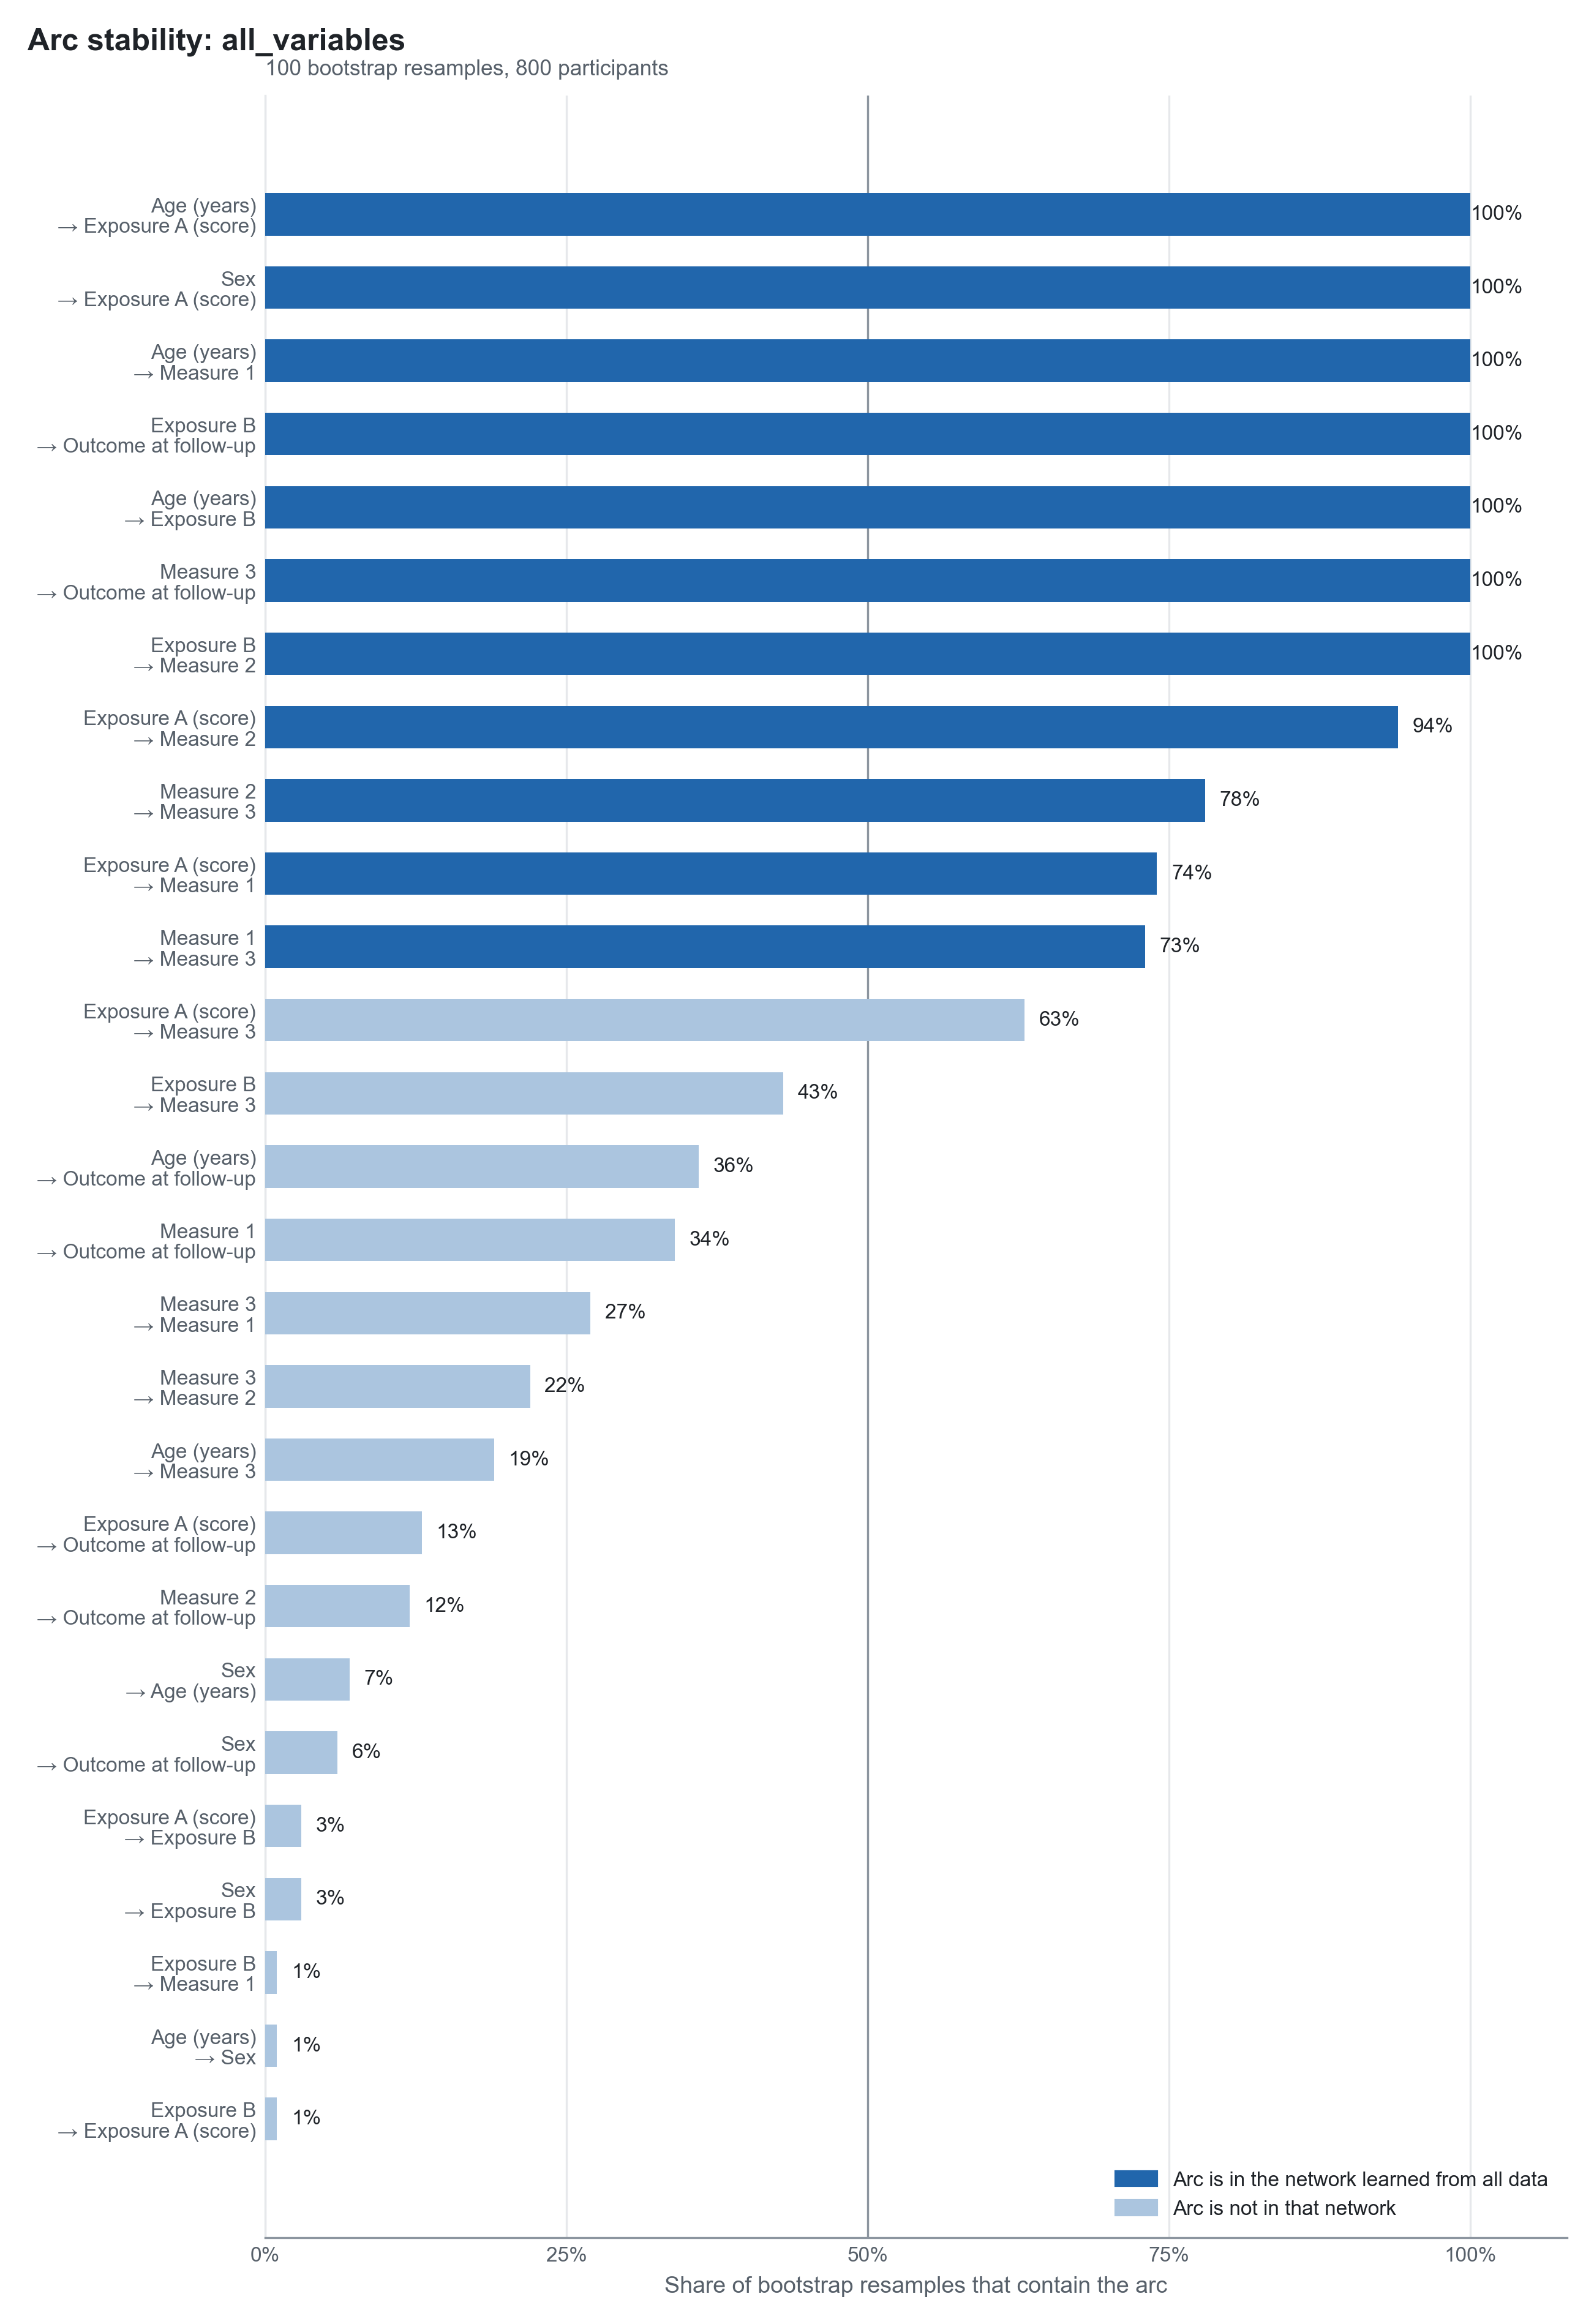 Arc stability: all_variables
100 bootstrap resamples, 800 participants
Age (years)
→ Exposure A (score)
100%
Sex
→ Exposure A (score)
100%
Age (years)
→ Measure 1
100%
Exposure B
→ Outcome at follow-up
100%
Age (years)
→ Exposure B
100%
Measure 3
→ Outcome at follow-up
100%
Exposure B
→ Measure 2
100%
Exposure A (score)
→ Measure 2
94%
Measure 2
→ Measure 3
78%
Exposure A (score)
→ Measure 1
74%
Measure 1
→ Measure 3
73%
Exposure A (score)
→ Measure 3
63%
Exposure B
→ Measure 3
43%
Age (years)
→ Outcome at follow-up
36%
Measure 1
→ Outcome at follow-up
34%
Measure 3
→ Measure 1
27%
Measure 3
→ Measure 2
22%
Age (years)
→ Measure 3
19%
Exposure A (score)
→ Outcome at follow-up
13%
Measure 2
→ Outcome at follow-up
12%
Sex
→ Age (years)
7%
Sex
→ Outcome at follow-up
6%
Exposure A (score)
→ Exposure B
3%
Sex
→ Exposure B
3%
Exposure B
→ Measure 1
1%
Age (years)
→ Sex
1%
Exposure B
→ Exposure A (score)
1%
Arc is in the network learned from all data
Arc is not in that network
0% 25% 50% 75% 100%
Share of bootstrap resamples that contain the arc